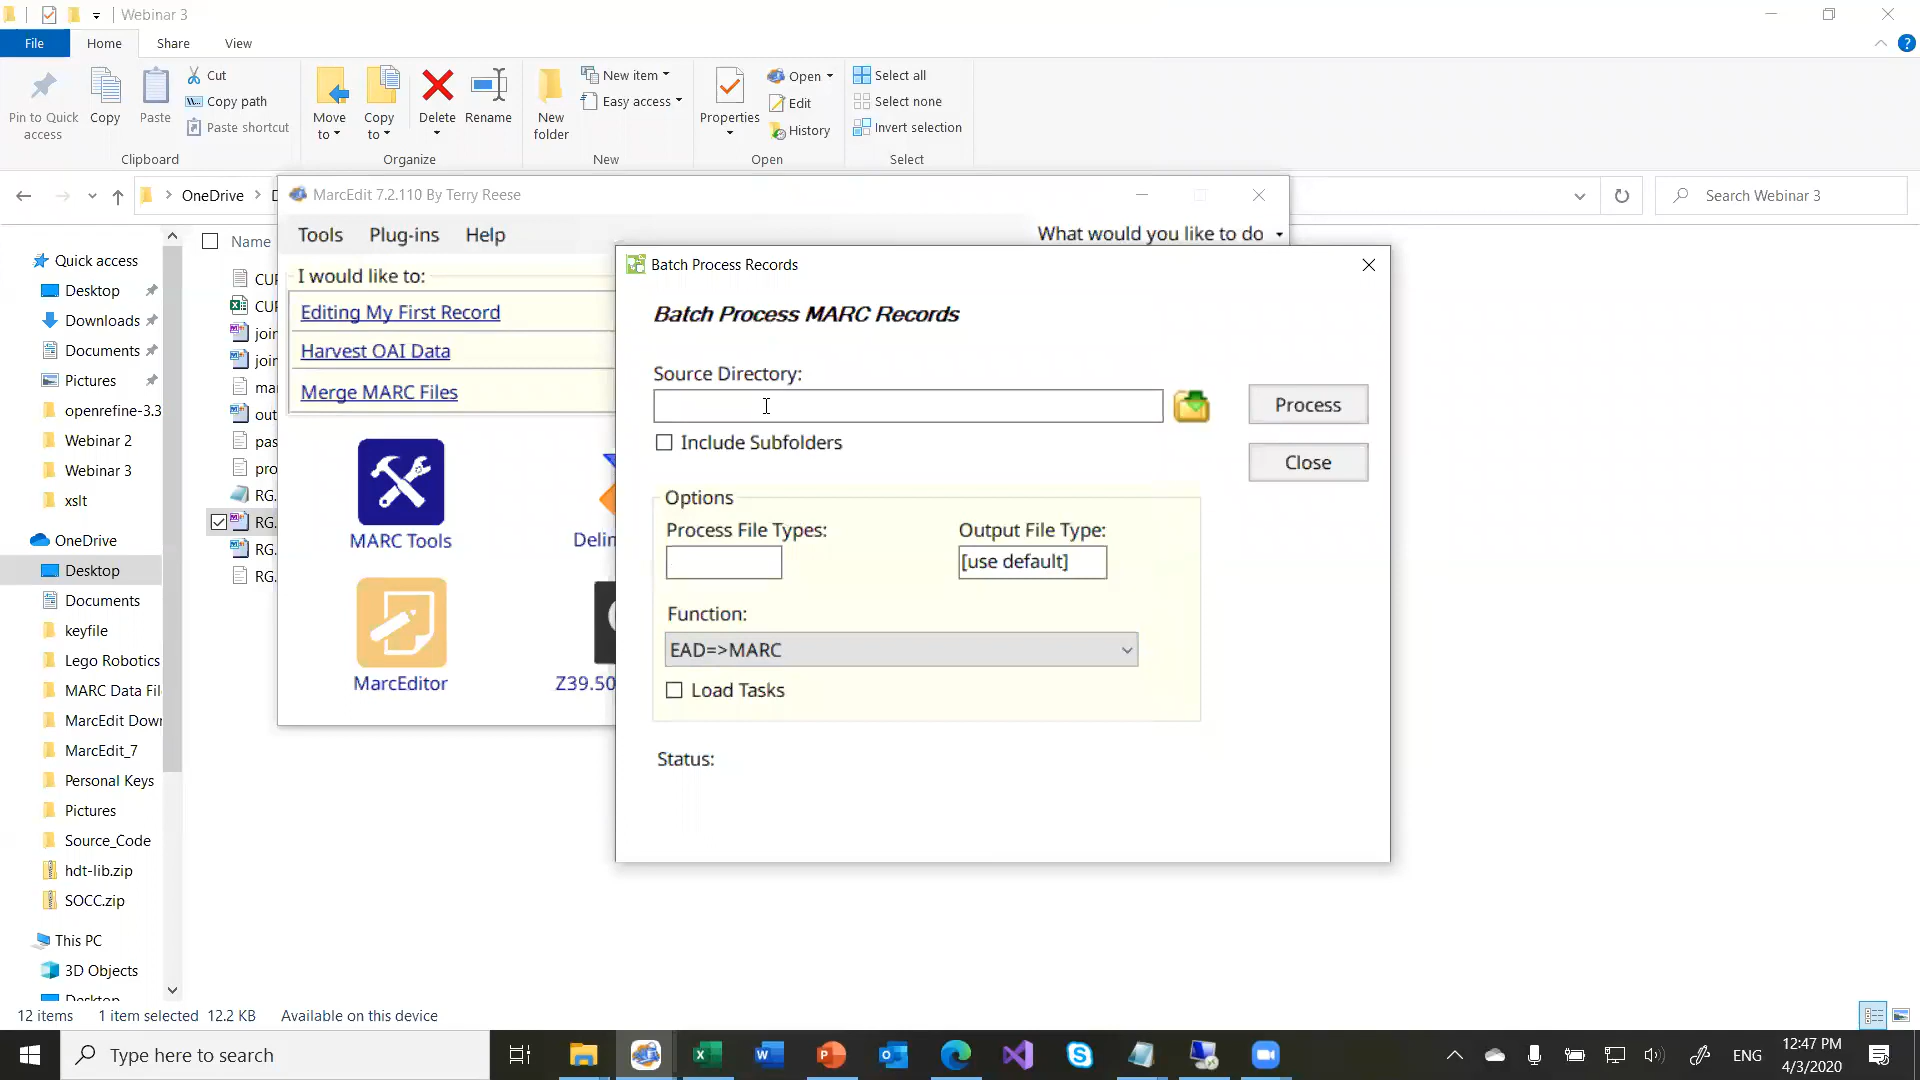 Webinar 3
File
Home
Share
View
Pin to Quick
access
Copy
Paste
Cut
Copy path
Paste shortcut
Clipboard
Move
to
Copy
to
Delete
Rename
Organize
New
folder
New item
Easy access
New
Properties
Open
Edit
History
Open
Select all
Select none
Invert selection
Select
OneDrive
Search Webinar 3
Name
Quick access
Desktop
Downloads
Documents
Pictures
openrefine-3.3
Webinar 2
Webinar 3
xslt
OneDrive
Desktop
Documents
keyfile
Lego Robotics
MARC Data Fil
MarcEdit Dow
MarcEdit_7
Personal Keys
Pictures
Source_Code
hdt-lib.zip
SOCC.zip
This PC
3D Objects
Desktop
RG.
RG.
RG.
RG.
12 items
1 item selected 12.2 KB
Available on this device
MarcEdit 7.2.110 By Terry Reese
Tools
Plug-ins
Help
What would you like to do
I would like to:
Editing My First Record
Harvest OAI Data
Merge MARC Files
MARC Tools
Delim
MarcEditor
Z39.50
Batch Process Records
Batch Process MARC Records
Source Directory:
Include Subfolders
Process
Close
Options
Process File Types:
Output File Type:
[use default]
Function:
EAD=>MARC
Load Tasks
Status:
Type here to search
ENG
12:47 PM
4/3/2020